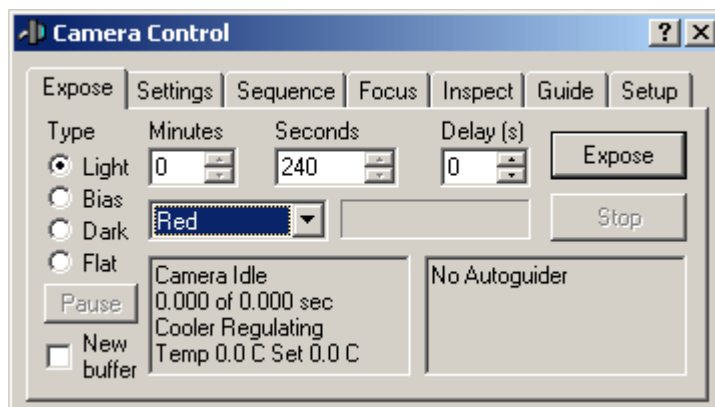 Camera Control
Expose Settings Sequence Focus Inspect Guide Setup
Type Minutes Seconds Delay (s)
Light 0 240 0 Expose
Bias
Red Stop
Dark
Flat
Pause
New
buffer
Camera Idle
0.000 of 0.000 sec
Cooler Regulating
Temp 0.0 C Set 0.0 C
No Autoguider